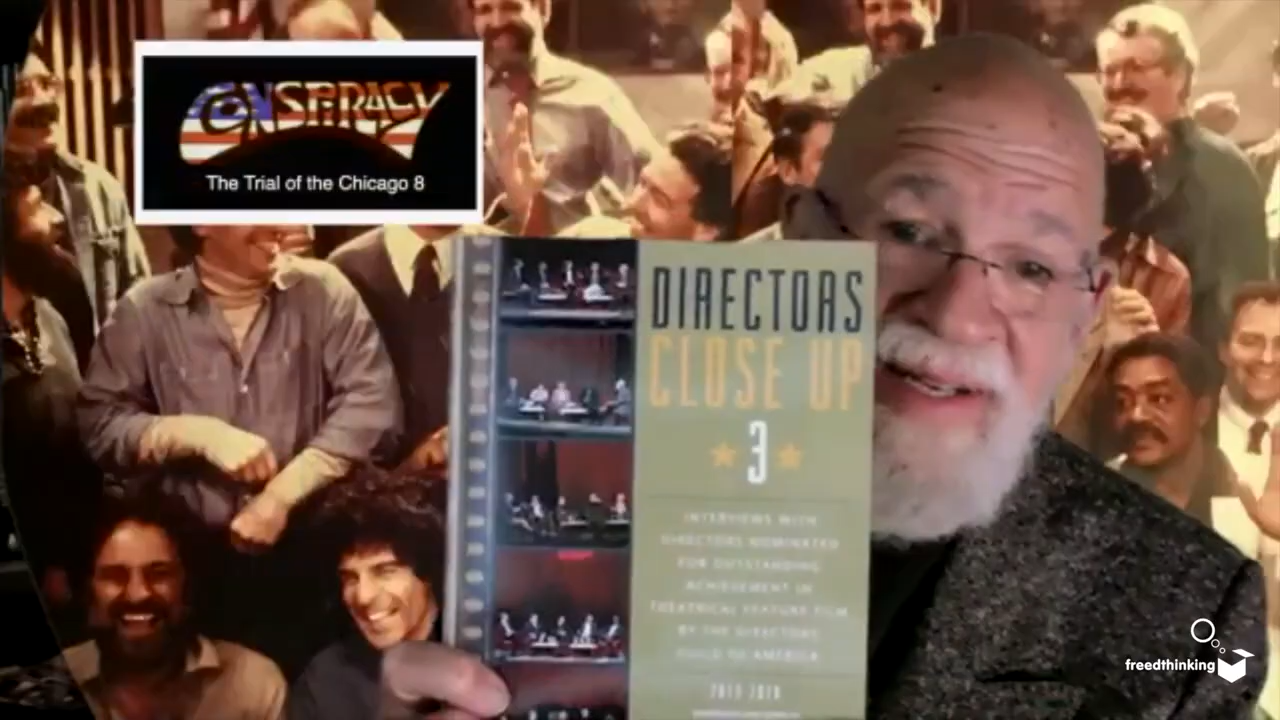 CONSPIRACY
The Trial of the Chicago 8
DIRECTORS
CLOSE UP
3
INTERVIEWS WITH
DIRECTORS NOMINATED
FOR OUTSTANDING
ACHIEVEMENT IN
THEATRICAL FEATURE FILM
BY THE DIRECTORS
GUILD OF AMERICA
freedthinking